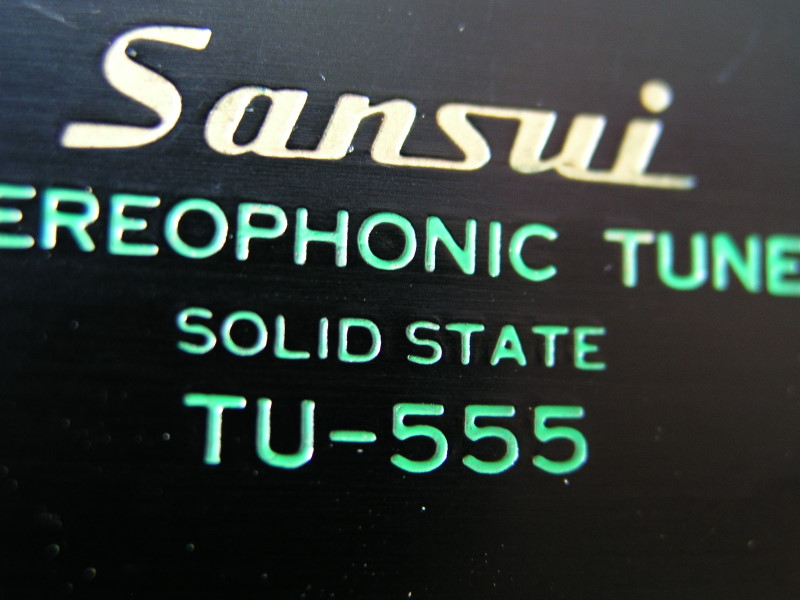 Sansui
EREOPHONIC TUNE
SOLID STATE
TU-555